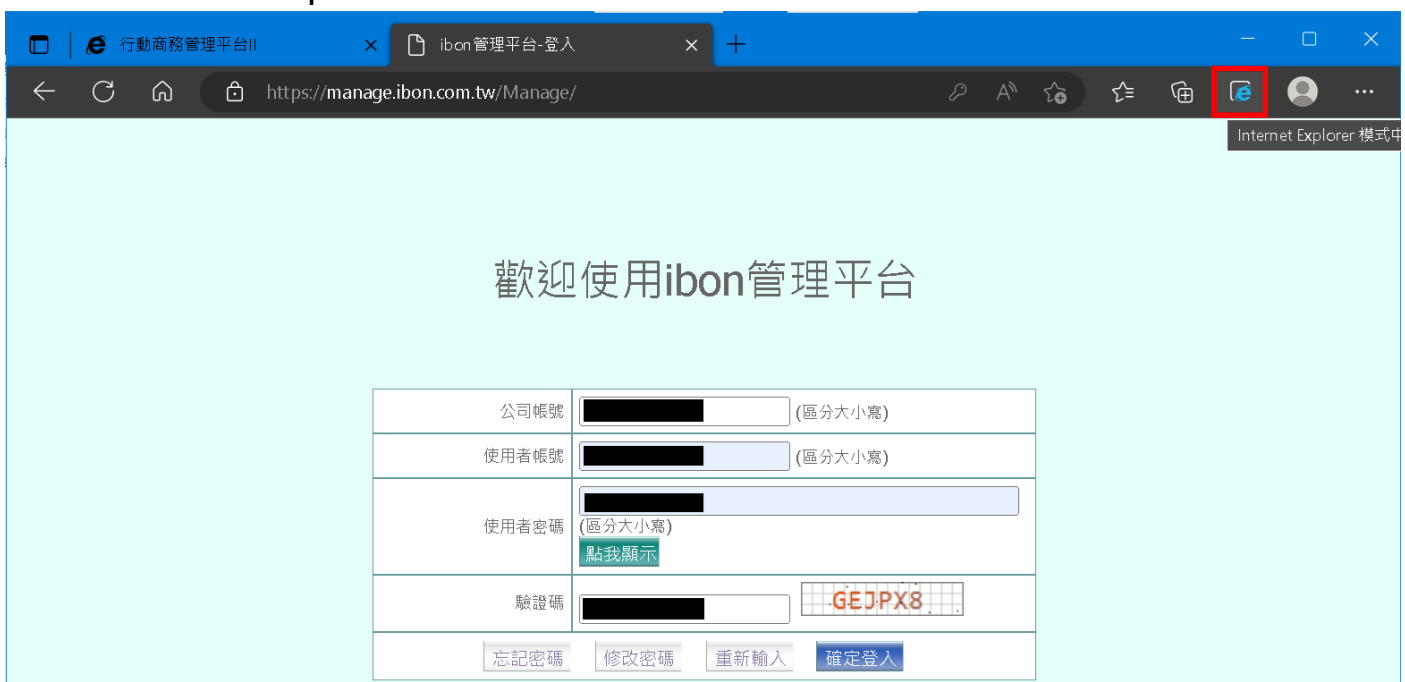 行動商務管理平台II
ibon管理平台-登入
https://manage.ibon.com.tw/Manage/
Internet Explorer 模式中
歡迎使用ibon管理平台
公司帳號 (區分大小寫)
使用者帳號 (區分大小寫)
使用者密碼 (區分大小寫)
點我顯示
驗證碼 GEJPX8
忘記密碼 修改密碼 重新輸入 確定登入